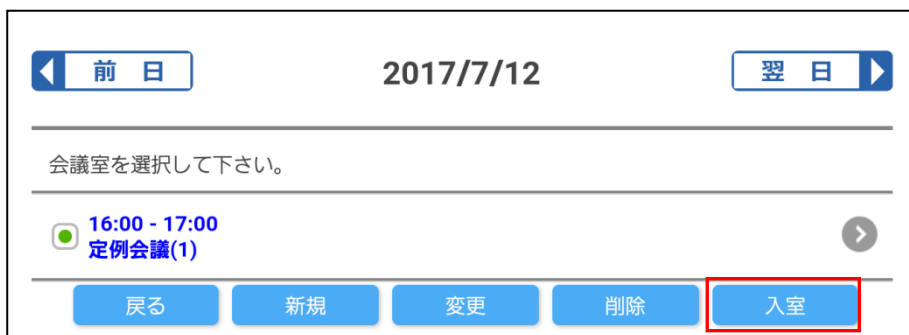 前 日 2017/7/12 翌 日
会議室を選択して下さい。
16:00 - 17:00
定例会議(1)
戻る 新規 変更 削除 入室